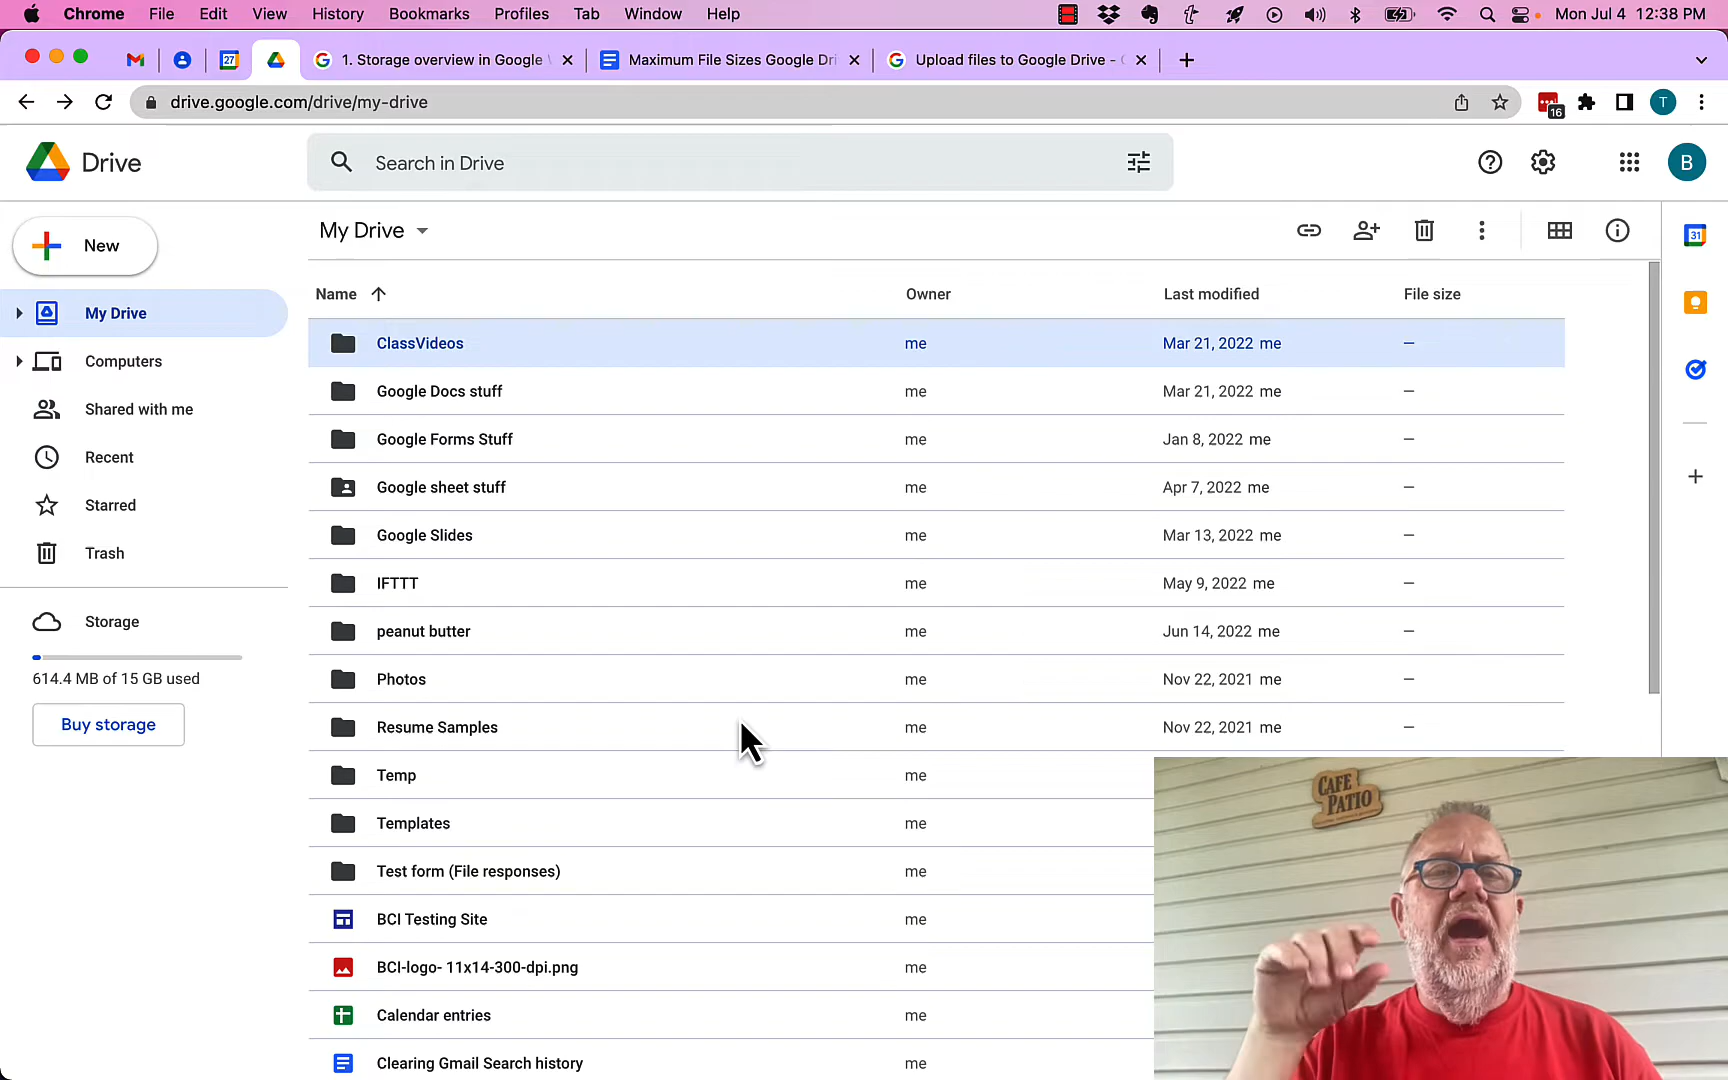 Chrome File Edit View History Bookmarks Profiles Tab Window Help Mon Jul 4 12:38 PM
27 1. Storage overview in Google Maximum File Sizes Google Dri Upload files to Google Drive -
drive.google.com/drive/my-drive 16 T
Drive Search in Drive B
New My Drive
31
Name Owner Last modified File size
My Drive
Computers
Shared with me
Recent
Starred
Trash
Storage
614.4 MB of 15 GB used
Buy storage
ClassVideos me Mar 21, 2022 me –
Google Docs stuff me Mar 21, 2022 me –
Google Forms Stuff me Jan 8, 2022 me –
Google sheet stuff me Apr 7, 2022 me –
Google Slides me Mar 13, 2022 me –
IFTTT me May 9, 2022 me –
peanut butter me Jun 14, 2022 me –
Photos me Nov 22, 2021 me –
Resume Samples me Nov 22, 2021 me –
Temp me
Templates me
Test form (File responses) me
BCI Testing Site me
BCI-logo- 11x14-300-dpi.png me
Calendar entries me
Clearing Gmail Search history me
CAFE
PATIO